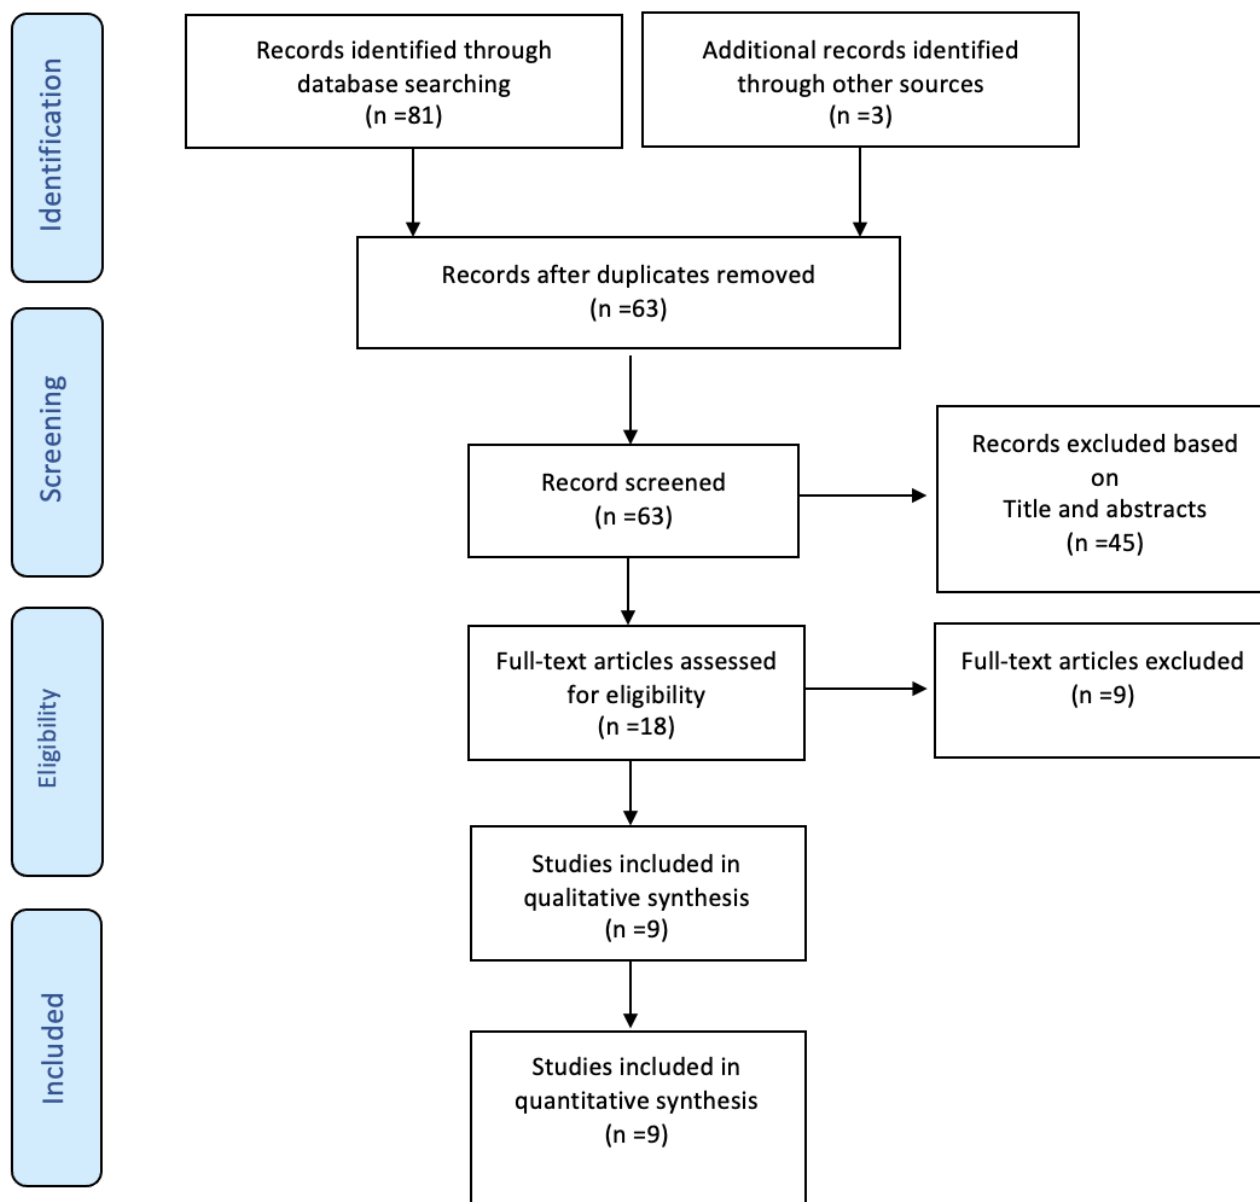 Identification
Records identified through
database searching
(n =81)
Additional records identified
through other sources
(n =3)
Records after duplicates removed
(n =63)
Screening
Record screened
(n =63)
Records excluded based
on
Title and abstracts
(n =45)
Eligibility
Full-text articles assessed
for eligibility
(n =18)
Full-text articles excluded
(n =9)
Studies included in
qualitative synthesis
(n =9)
Included
Studies included in
quantitative synthesis
(n =9)